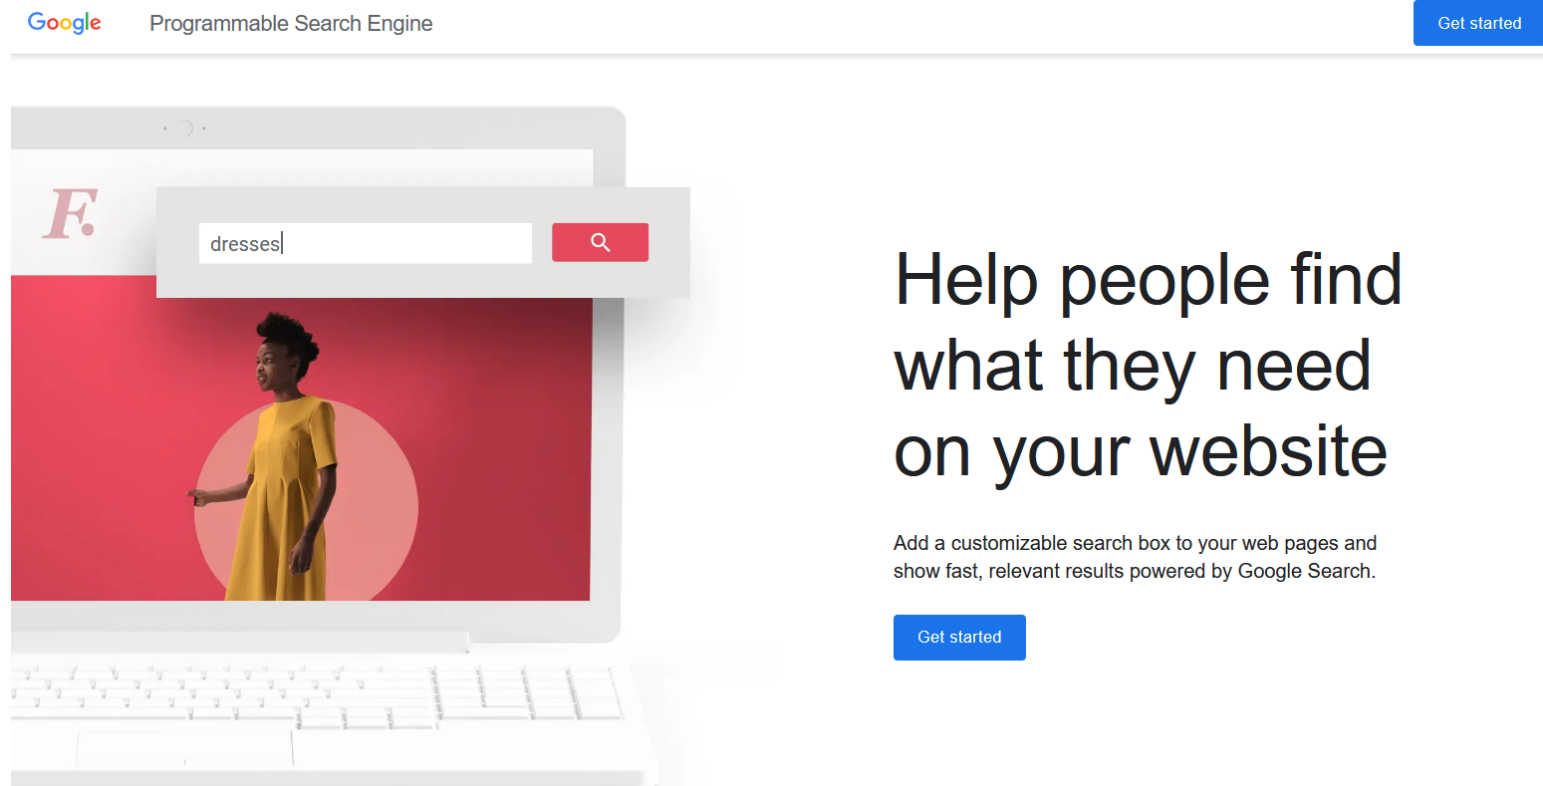 Google Programmable Search Engine Get started
F.
dresses
Help people find
what they need
on your website
Add a customizable search box to your web pages and
show fast, relevant results powered by Google Search.
Get started